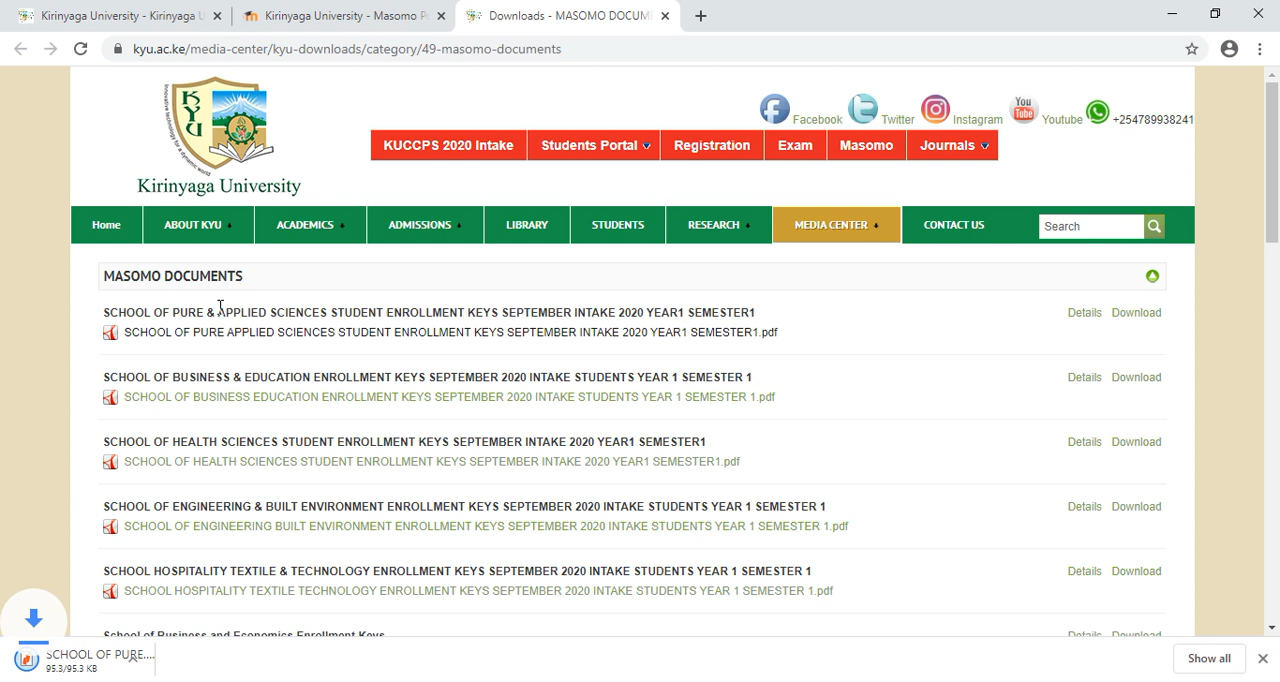 Kirinyaga University - Kirinyaga U
Kirinyaga University - Masomo P
Downloads - MASOMO DOCUM
kyu.ac.ke/media-center/kyu-downloads/category/49-masomo-documents
Innovative technology for a dynamic world
KYU
Kirinyaga University
Facebook
Twitter
Instagram
You
Tube
Youtube
+254789938241
KUCCPS 2020 Intake
Students Portal
Registration
Exam
Masomo
Journals
Home
ABOUT KYU
ACADEMICS
ADMISSIONS
LIBRARY
STUDENTS
RESEARCH
MEDIA CENTER
CONTACT US
Search
MASOMO DOCUMENTS
SCHOOL OF PURE & APPLIED SCIENCES STUDENT ENROLLMENT KEYS SEPTEMBER INTAKE 2020 YEAR1 SEMESTER1
Details Download
SCHOOL OF PURE APPLIED SCIENCES STUDENT ENROLLMENT KEYS SEPTEMBER INTAKE 2020 YEAR1 SEMESTER1.pdf
SCHOOL OF BUSINESS & EDUCATION ENROLLMENT KEYS SEPTEMBER 2020 INTAKE STUDENTS YEAR 1 SEMESTER 1
Details Download
SCHOOL OF BUSINESS EDUCATION ENROLLMENT KEYS SEPTEMBER 2020 INTAKE STUDENTS YEAR 1 SEMESTER 1.pdf
SCHOOL OF HEALTH SCIENCES STUDENT ENROLLMENT KEYS SEPTEMBER INTAKE 2020 YEAR1 SEMESTER1
Details Download
SCHOOL OF HEALTH SCIENCES STUDENT ENROLLMENT KEYS SEPTEMBER INTAKE 2020 YEAR1 SEMESTER1.pdf
SCHOOL OF ENGINEERING & BUILT ENVIRONMENT ENROLLMENT KEYS SEPTEMBER 2020 INTAKE STUDENTS YEAR 1 SEMESTER 1
Details Download
SCHOOL OF ENGINEERING BUILT ENVIRONMENT ENROLLMENT KEYS SEPTEMBER 2020 INTAKE STUDENTS YEAR 1 SEMESTER 1.pdf
SCHOOL HOSPITALITY TEXTILE & TECHNOLOGY ENROLLMENT KEYS SEPTEMBER 2020 INTAKE STUDENTS YEAR 1 SEMESTER 1
Details Download
SCHOOL HOSPITALITY TEXTILE TECHNOLOGY ENROLLMENT KEYS SEPTEMBER 2020 INTAKE STUDENTS YEAR 1 SEMESTER 1.pdf
School of Business and Economics Enrollment Keys
Details Download
SCHOOL OF PURE....
95.3/95.3 KB
Show all